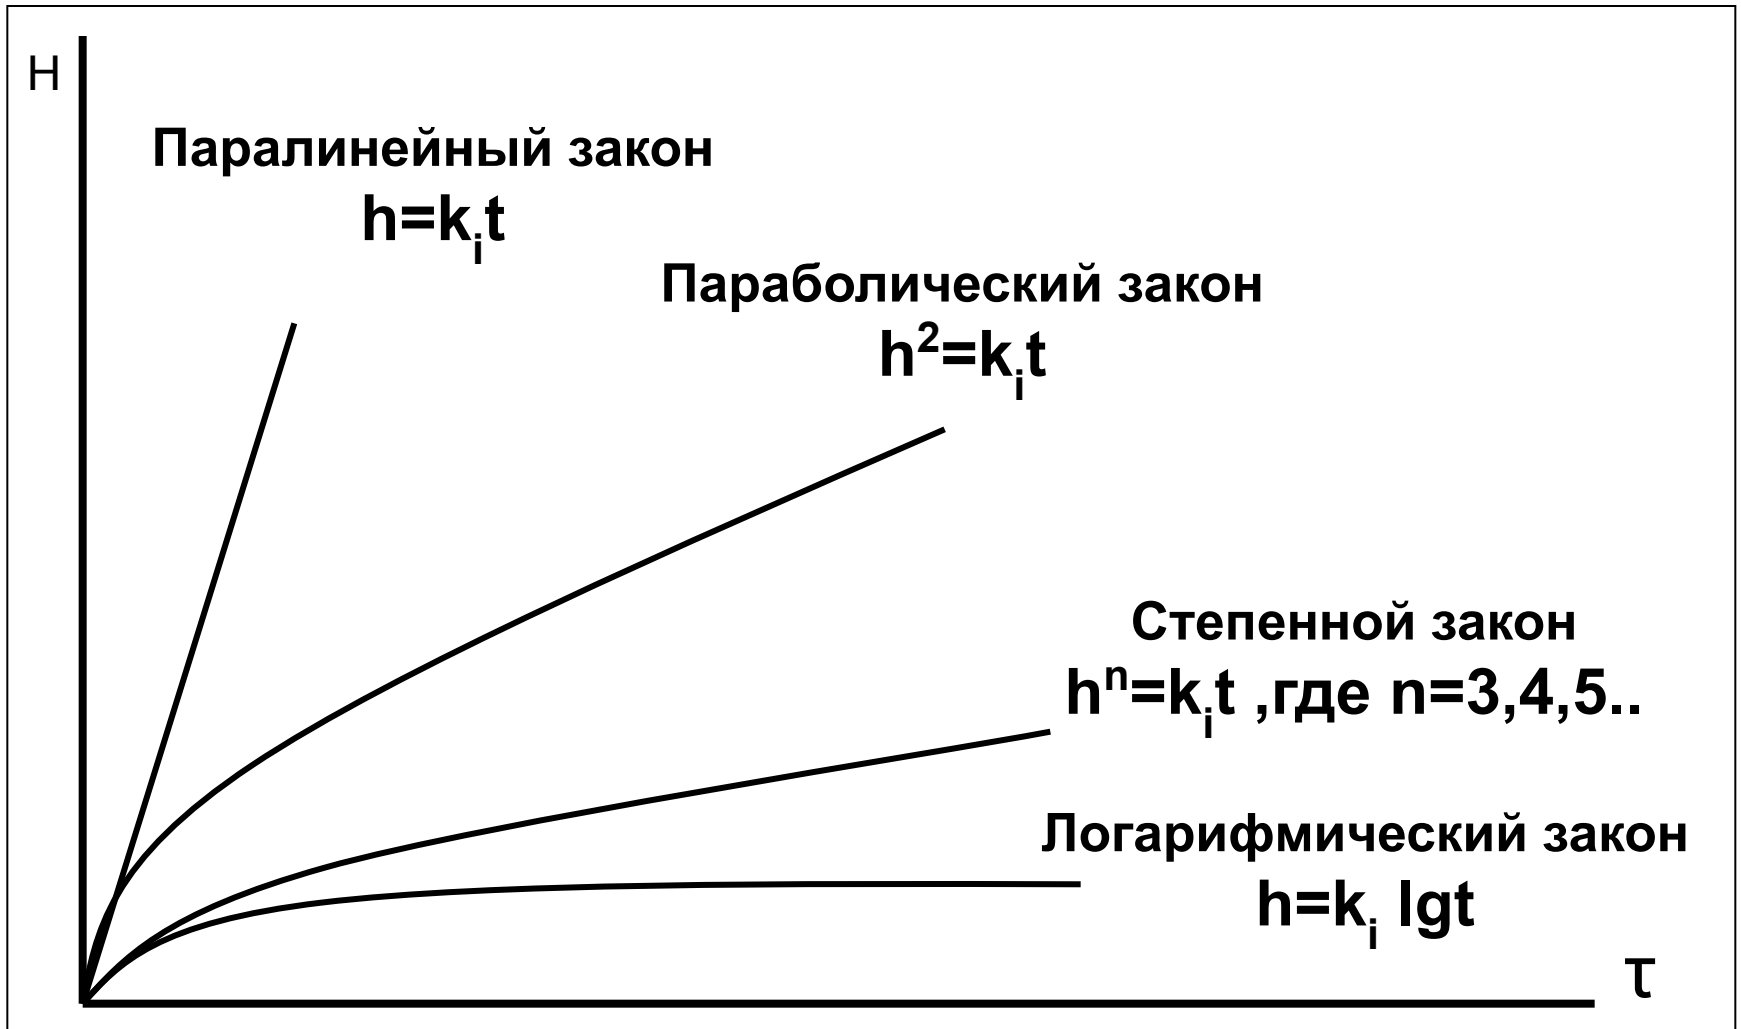 H
Паралинейный закон
h=kᵢt
Параболический закон
h²=kᵢt
Степенной закон
hⁿ=kᵢt ,где n=3,4,5..
Логарифмический закон
h=kᵢ lgt
τ